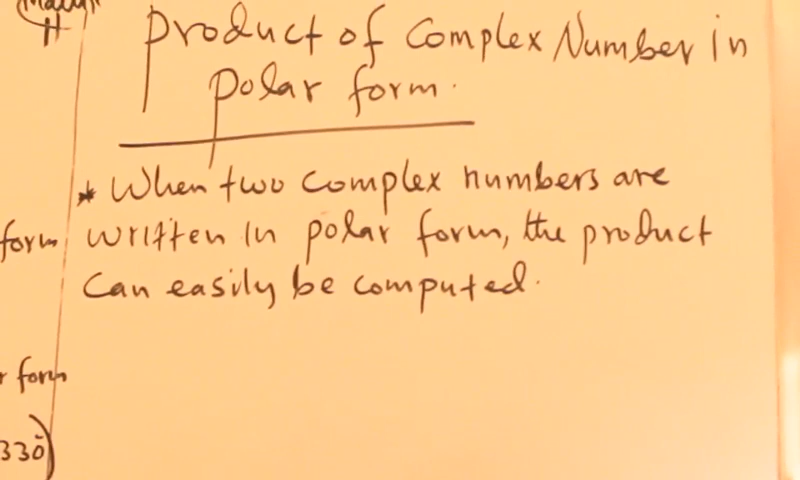 Product of Complex Number in
polar form.
* When two complex numbers are
form written in polar form, the product
Can easily be computed.
r form
330°)